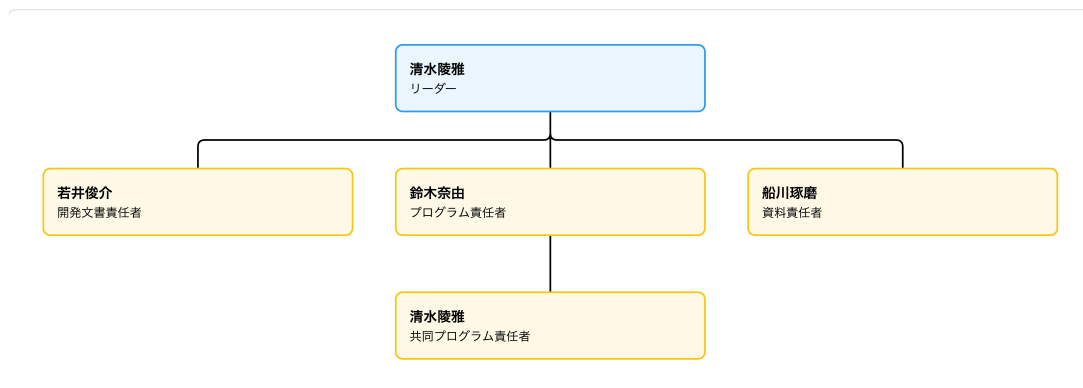 清水陵雅
リーダー
若井俊介
開発文書責任者
鈴木奈由
プログラム責任者
船川琢磨
資料責任者
清水陵雅
共同プログラム責任者